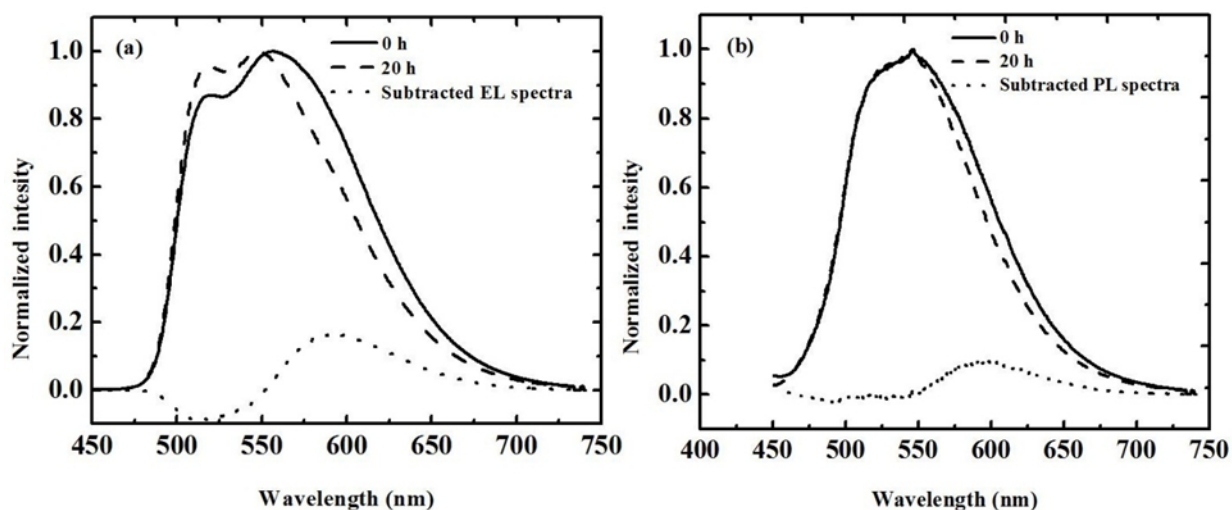 (a)
0 h
20 h
Subtracted EL spectra
1.0
0.8
0.6
0.4
0.2
0.0
Normalized intesity
450 500 550 600 650 700 750
Wavelength (nm)
(b)
0 h
20 h
Subtracted PL spectra
1.0
0.8
0.6
0.4
0.2
0.0
Normalized intesity
400 450 500 550 600 650 700 750
Wavelength (nm)